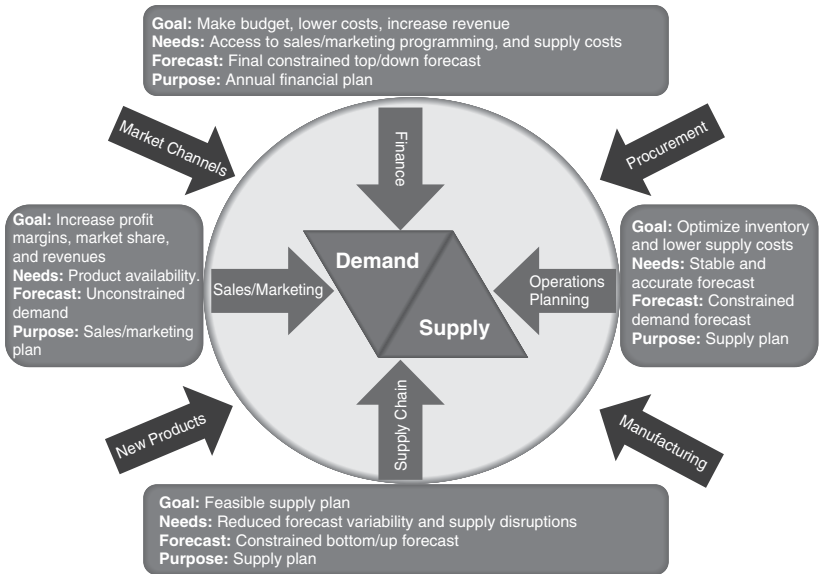 Goal: Make budget, lower costs, increase revenue
Needs: Access to sales/marketing programming, and supply costs
Forecast: Final constrained top/down forecast
Purpose: Annual financial plan
Market Channels
Finance
Procurement
Goal: Increase profit
margins, market share,
and revenues
Needs: Product availability.
Forecast: Unconstrained
demand
Purpose: Sales/marketing
plan
Sales/Marketing
Demand
Supply
Operations
Planning
Goal: Optimize inventory
and lower supply costs
Needs: Stable and
accurate forecast
Forecast: Constrained
demand forecast
Purpose: Supply plan
New Products
Supply Chain
Manufacturing
Goal: Feasible supply plan
Needs: Reduced forecast variability and supply disruptions
Forecast: Constrained bottom/up forecast
Purpose: Supply plan